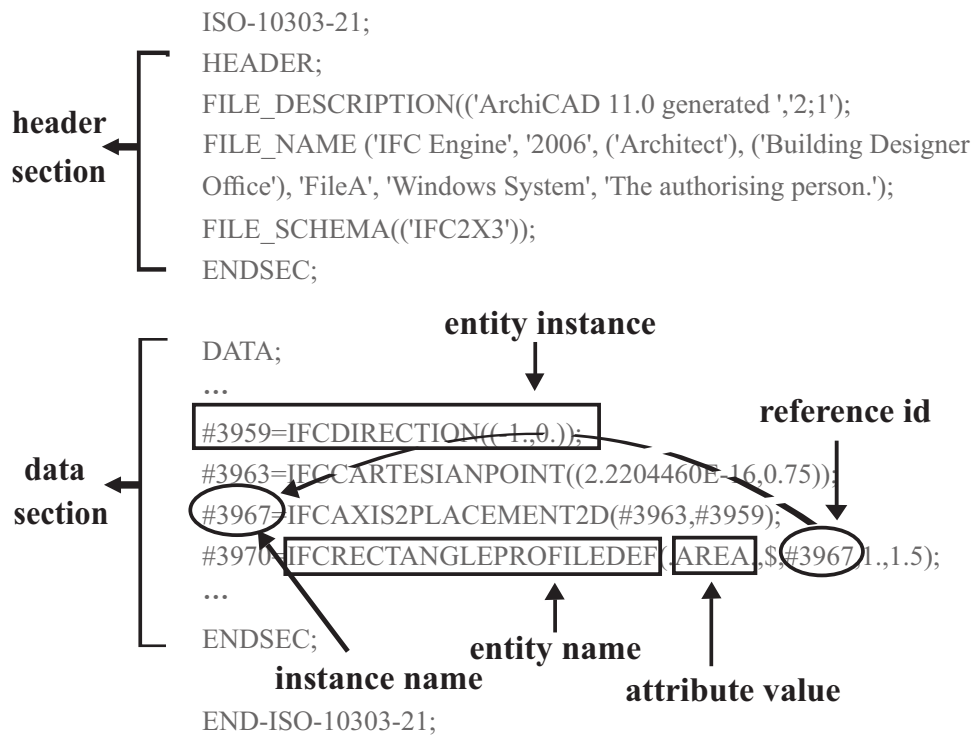 ISO-10303-21;
HEADER;
FILE_DESCRIPTION(('ArchiCAD 11.0 generated ','2;1');
header
section
FILE_NAME ('IFC Engine', '2006', ('Architect'), ('Building Designer
Office'), 'FileA', 'Windows System', 'The authorising person.');
FILE_SCHEMA(('IFC2X3'));
ENDSEC;
entity instance
DATA;
...
reference id
#3959=IFCDIRECTION((-1.,0.));
data
section
#3963=IFCCARTESIANPOINT((2.2204460E-16,0.75));
#3967=IFCAXIS2PLACEMENT2D(#3963,#3959);
#3970=IFCRECTANGLEPROFILEDEF(.AREA.,$,#3967,1.,1.5);
...
ENDSEC;
entity name
instance name
attribute value
END-ISO-10303-21;